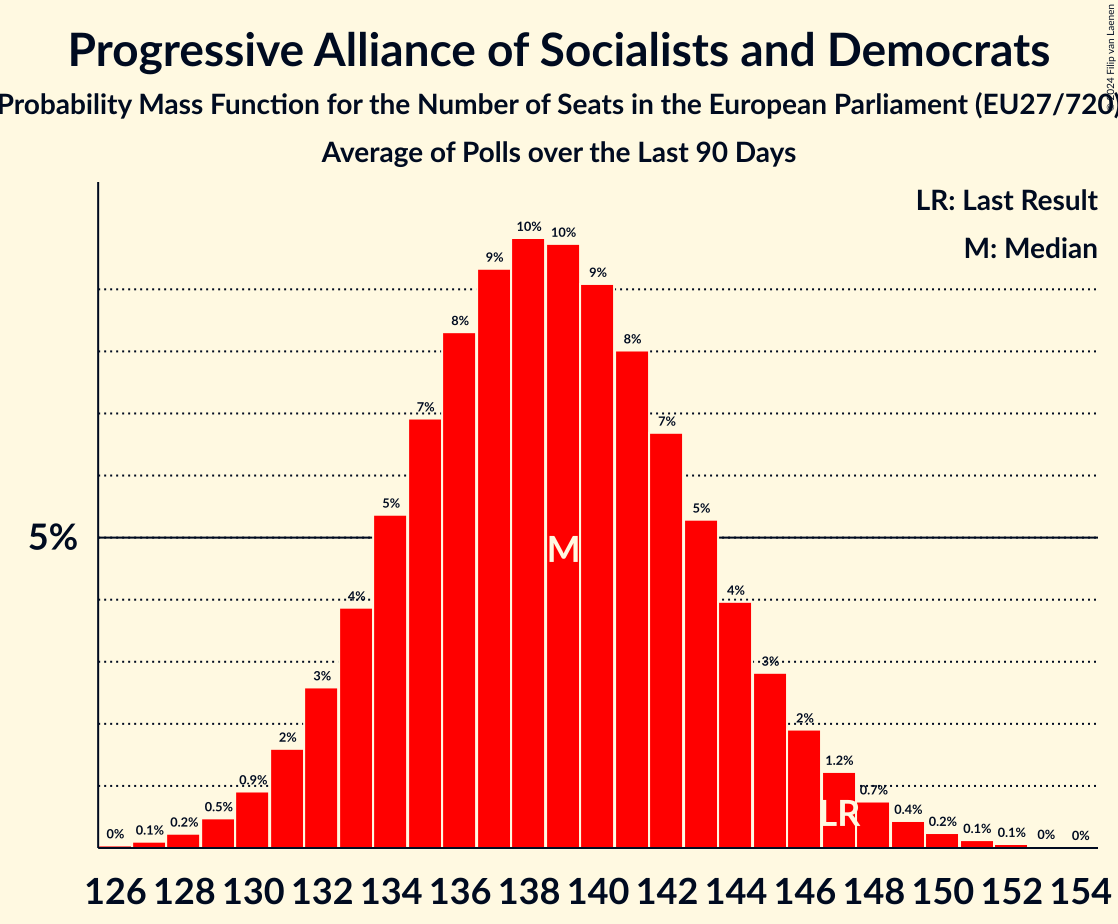 Progressive Alliance of Socialists and Democrats
Probability Mass Function for the Number of Seats in the European Parliament (EU27/720)
Average of Polls over the Last 90 Days
© 2024 Filip van Laenen
LR: Last Result
M: Median
5%
0% 0.1% 0.2% 0.5% 0.9% 2% 3% 4% 5% 7% 8% 9% 10% 10% 9% 8% 7% 5% 4% 3% 2% 1.2% 0.7% 0.4% 0.2% 0.1% 0.1% 0% 0%
M
LR
126 128 130 132 134 136 138 140 142 144 146 148 150 152 154